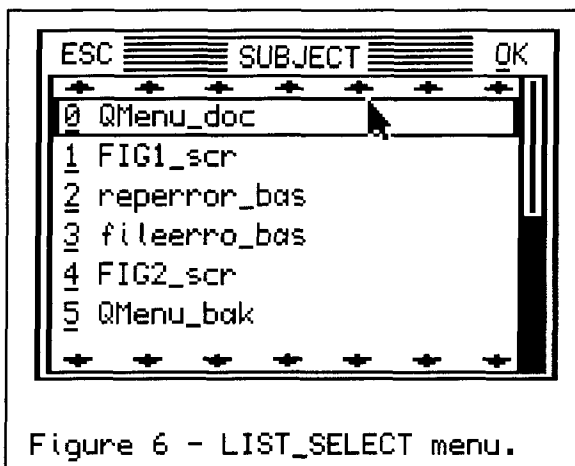 ESC SUBJECT OK
0 QMenu_doc
1 FIG1_scr
2 reperror_bas
3 fileerro_bas
4 FIG2_scr
5 QMenu_bak
Figure 6 - LIST_SELECT menu.